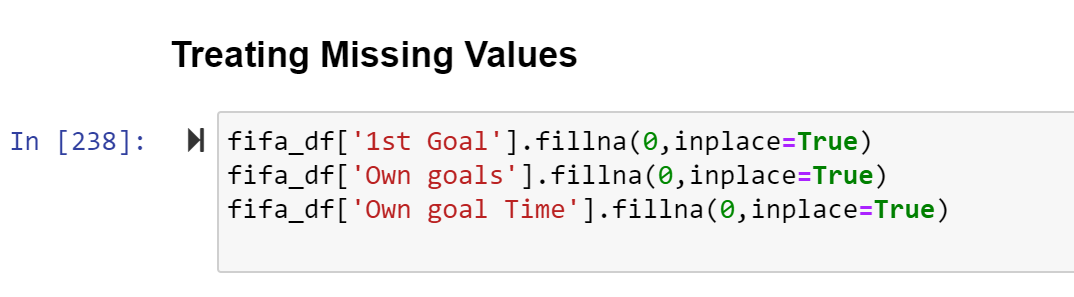 Treating Missing Values
In [238]:
fifa_df['1st Goal'].fillna(0,inplace=True)
fifa_df['Own goals'].fillna(0,inplace=True)
fifa_df['Own goal Time'].fillna(0,inplace=True)